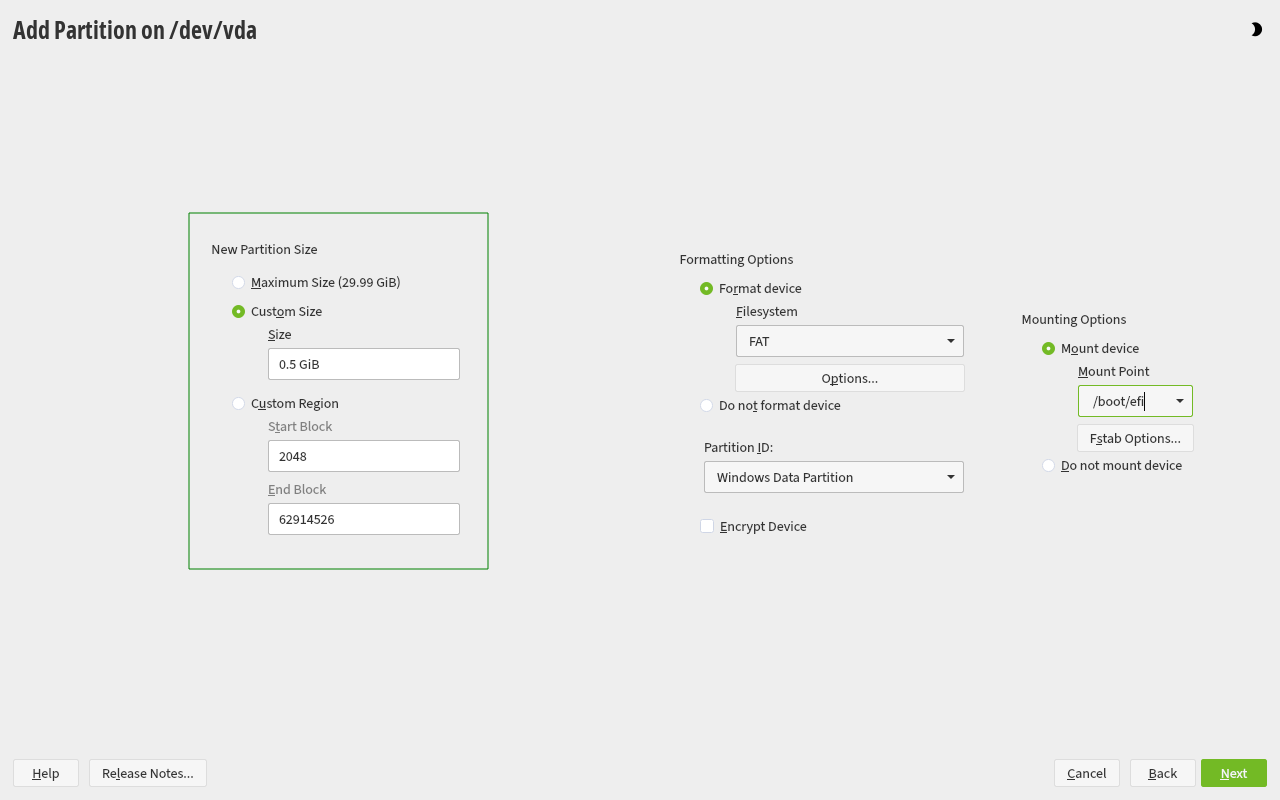 Add Partition on /dev/vda
New Partition Size
Maximum Size (29.99 GiB)
Custom Size
Size
0.5 GiB
Custom Region
Start Block
2048
End Block
62914526
Formatting Options
Format device
Filesystem
FAT
Options...
Do not format device
Partition ID:
Windows Data Partition
Encrypt Device
Mounting Options
Mount device
Mount Point
/boot/efi
Fstab Options...
Do not mount device
Help
Release Notes...
Cancel
Back
Next